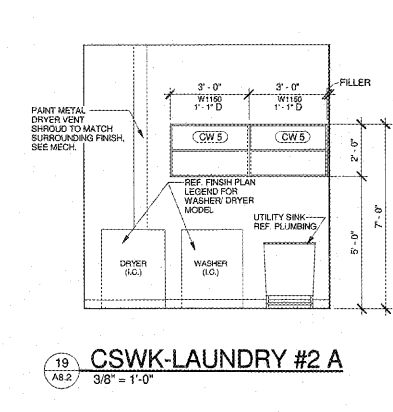 3' - 0" 3' - 0"
FILLER
W1150 W1150
1' - 1" D 1' - 1" D
PAINT METAL
DRYER VENT
SHROUD TO MATCH
SURROUNDING FINISH,
SEE MECH.
CW 5 CW 5
2' - 0"
REF. FINSIH PLAN
LEGEND FOR
WASHER/ DRYER
MODEL
UTILITY SINK
REF. PLUMBING
7' - 0"
5' - 0"
DRYER
(I.C.)
WASHER
(I.C.)
19
A8.2
CSWK-LAUNDRY #2 A
3/8" = 1'-0"